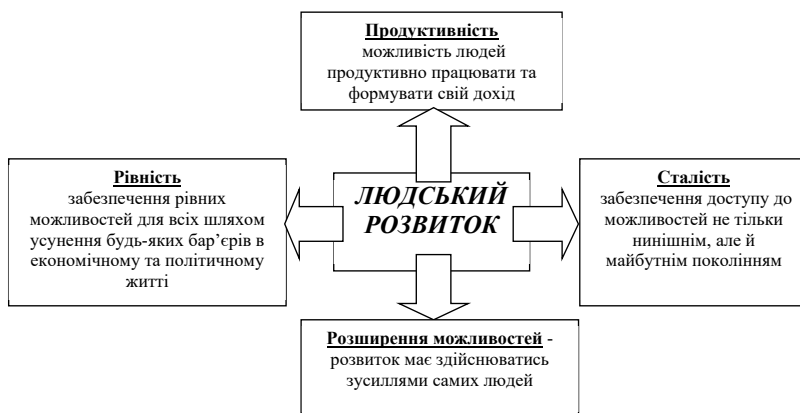 Продуктивність
можливість людей
продуктивно працювати та
формувати свій дохід
Рівність
забезпечення рівних
можливостей для всіх шляхом
усунення будь-яких бар’єрів в
економічному та політичному
житті
ЛЮДСЬКИЙ
РОЗВИТОК
Сталість
забезпечення доступу до
можливостей не тільки
нинішнім, але й
майбутнім поколінням
Розширення можливостей -
розвиток має здійснюватись
зусиллями самих людей